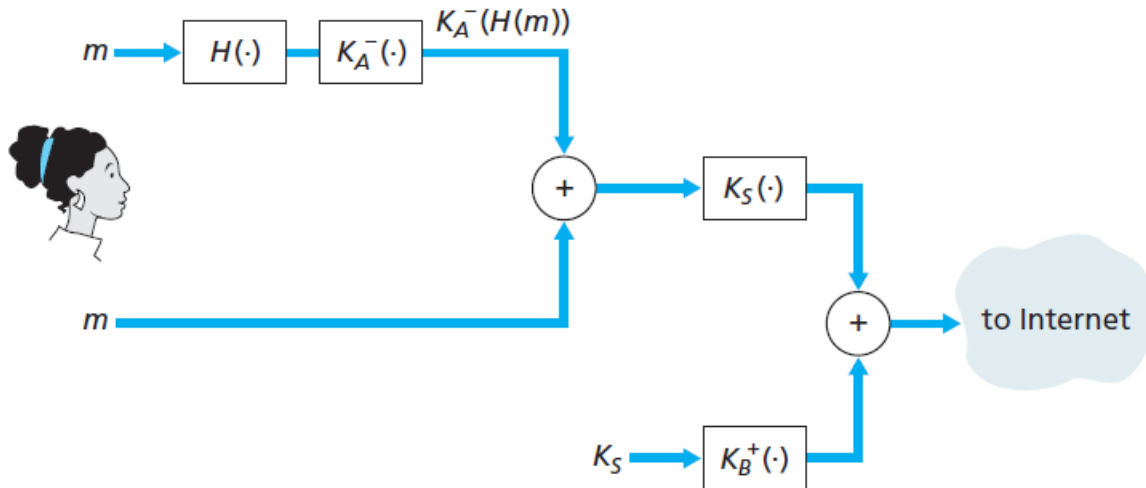 K_A^-(H(m))
m H(·) K_A^-(·)
+ K_S(·)
m + to Internet
K_S K_B^+(·)